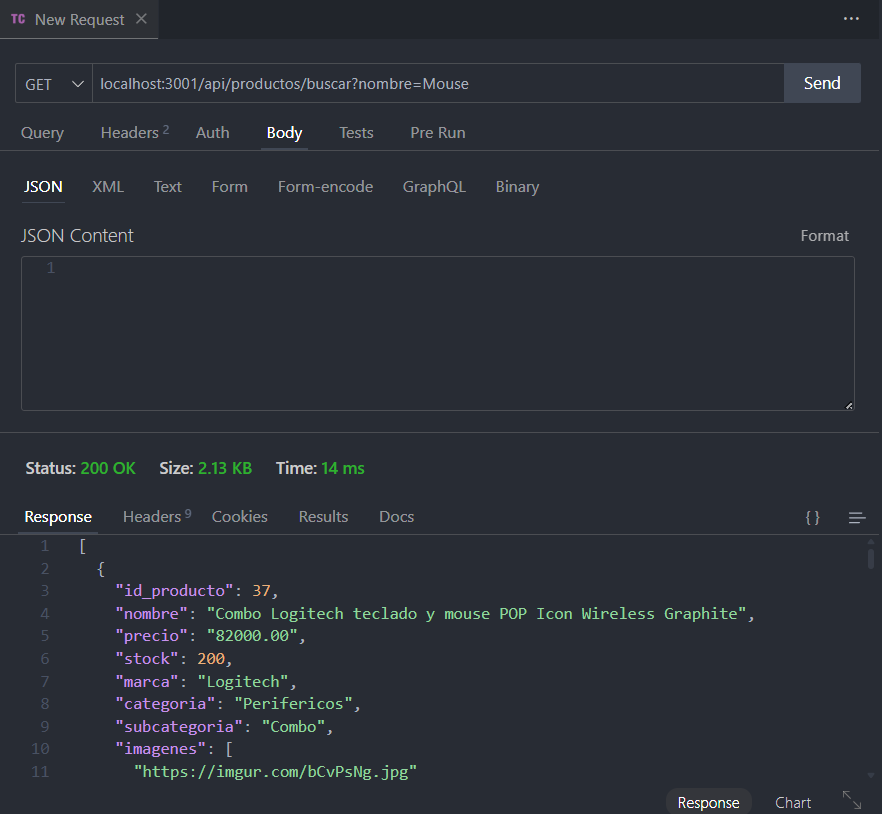 TC New Request
GET localhost:3001/api/productos/buscar?nombre=Mouse Send
Query Headers 2 Auth Body Tests Pre Run
JSON XML Text Form Form-encode GraphQL Binary
JSON Content Format
1
Status: 200 OK Size: 2.13 KB Time: 14 ms
Response Headers 9 Cookies Results Docs {}
1 [
2 {
3 "id_producto": 37,
4 "nombre": "Combo Logitech teclado y mouse POP Icon Wireless Graphite",
5 "precio": "82000.00",
6 "stock": 200,
7 "marca": "Logitech",
8 "categoria": "Perifericos",
9 "subcategoria": "Combo",
10 "imagenes": [
11 "https://imgur.com/bCvPsNg.jpg"
Response Chart